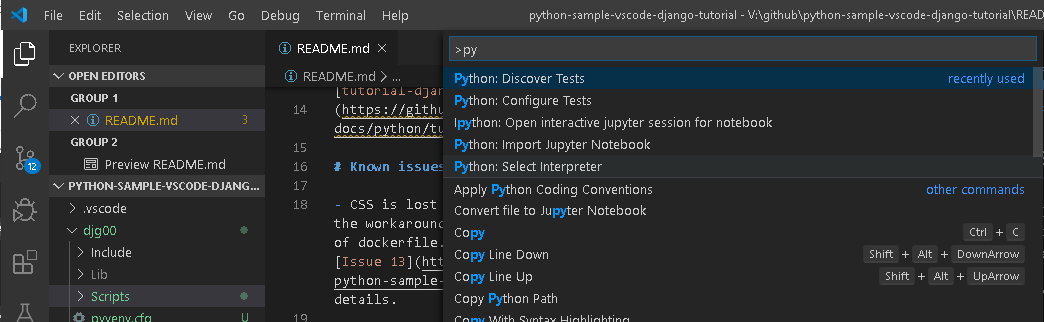 File Edit Selection View Go Debug Terminal Help python-sample-vscode-django-tutorial - V:\github\python-sample-vscode-django-tutorial\READ
EXPLORER
OPEN EDITORS
GROUP 1
README.md 3
GROUP 2
Preview README.md
PYTHON-SAMPLE-VSCODE-DJANG...
.vscode
djg00
Include
Lib
Scripts
pyvenv.cfg U
12
README.md
README.md > ...
[tutorial-djan
14 (https://githu
docs/python/tu
15
16 # Known issues
17
18 - CSS is lost
the workaroun
of dockerfile.
[Issue 13](ht
python-sample-
details.
19
>py
Python: Discover Tests recently used
Python: Configure Tests
Ipython: Open interactive jupyter session for notebook
Python: Import Jupyter Notebook
Python: Select Interpreter
Apply Python Coding Conventions other commands
Convert file to Jupyter Notebook
Copy Ctrl + C
Copy Line Down Shift + Alt + DownArrow
Copy Line Up Shift + Alt + UpArrow
Copy Python Path
Copy With Syntax Highlighting